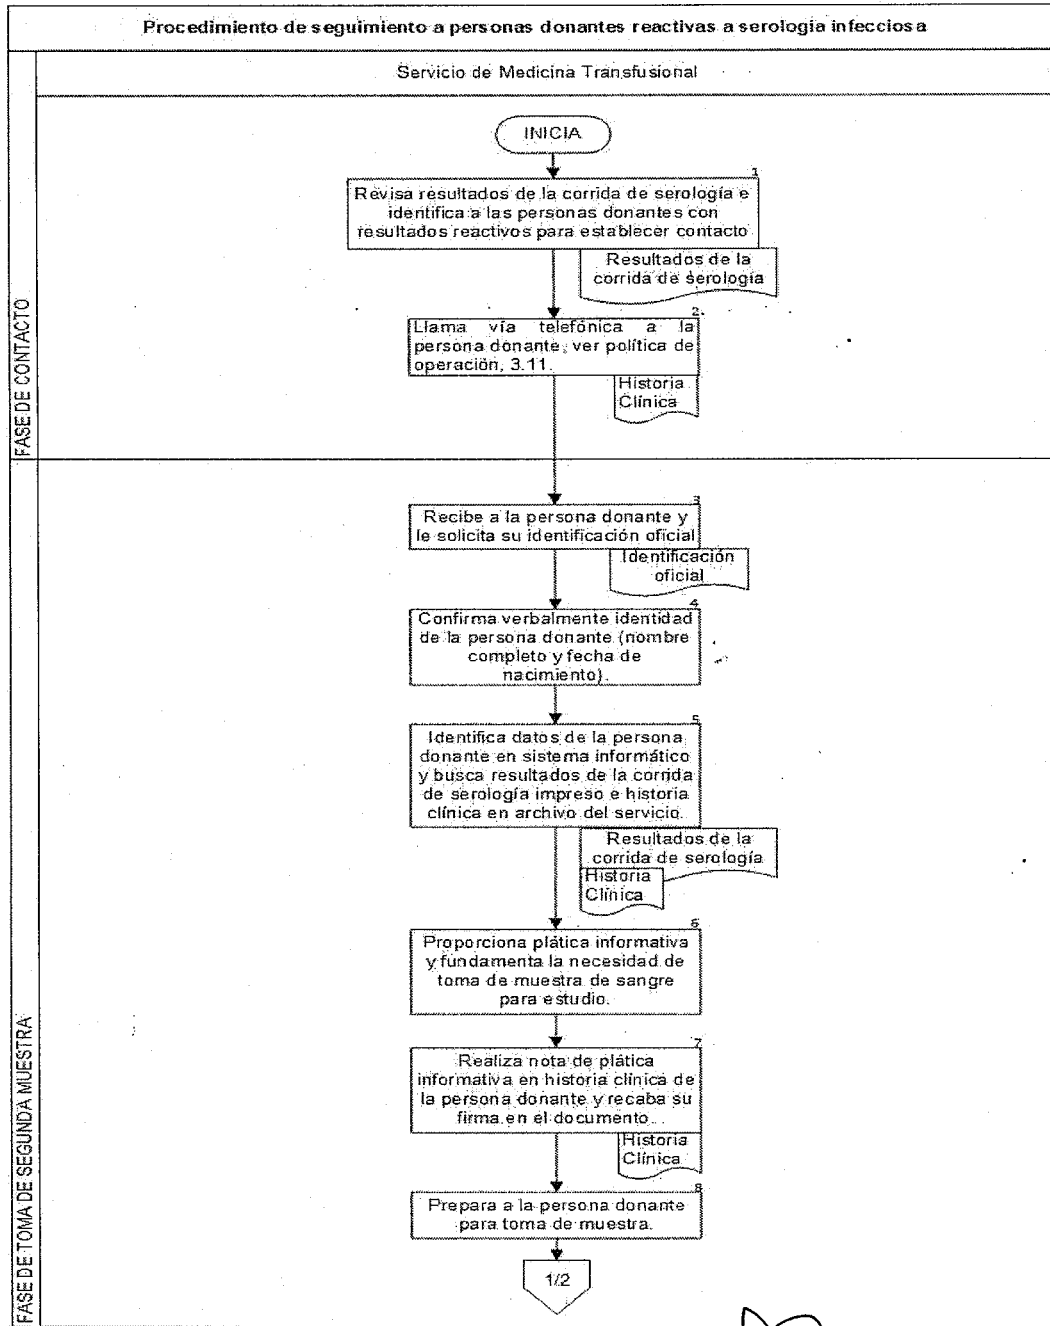 Procedimiento de seguimiento a personas donantes reactivas a serología infecciosa
Servicio de Medicina Transfusional
FASE DE CONTACTO
INICIA
1
Revisa resultados de la corrida de serología e
identifica a las personas donantes con
resultados reactivos para establecer contacto
Resultados de la
corrida de serología
2
Llama vía telefónica a la
persona donante, ver política de
operación, 3.11.
Historia
Clínica
FASE DE TOMA DE SEGUNDA MUESTRA
3
Recibe a la persona donante y
le solicita su identificación oficial
Identificación
oficial
4
Confirma verbalmente identidad
de la persona donante (nombre
completo y fecha de
nacimiento).
5
Identifica datos de la persona
donante en sistema informático
y busca resultados de la corrida
de serología impreso e historia
clínica en archivo del servicio.
Resultados de la
corrida de serología
Historia
Clínica
6
Proporciona plática informativa
y fundamenta la necesidad de
toma de muestra de sangre
para estudio.
7
Realiza nota de plática
informativa en historia clínica de
la persona donante y recaba su
firma en el documento.
Historia
Clínica
8
Prepara a la persona donante
para toma de muestra.
1/2